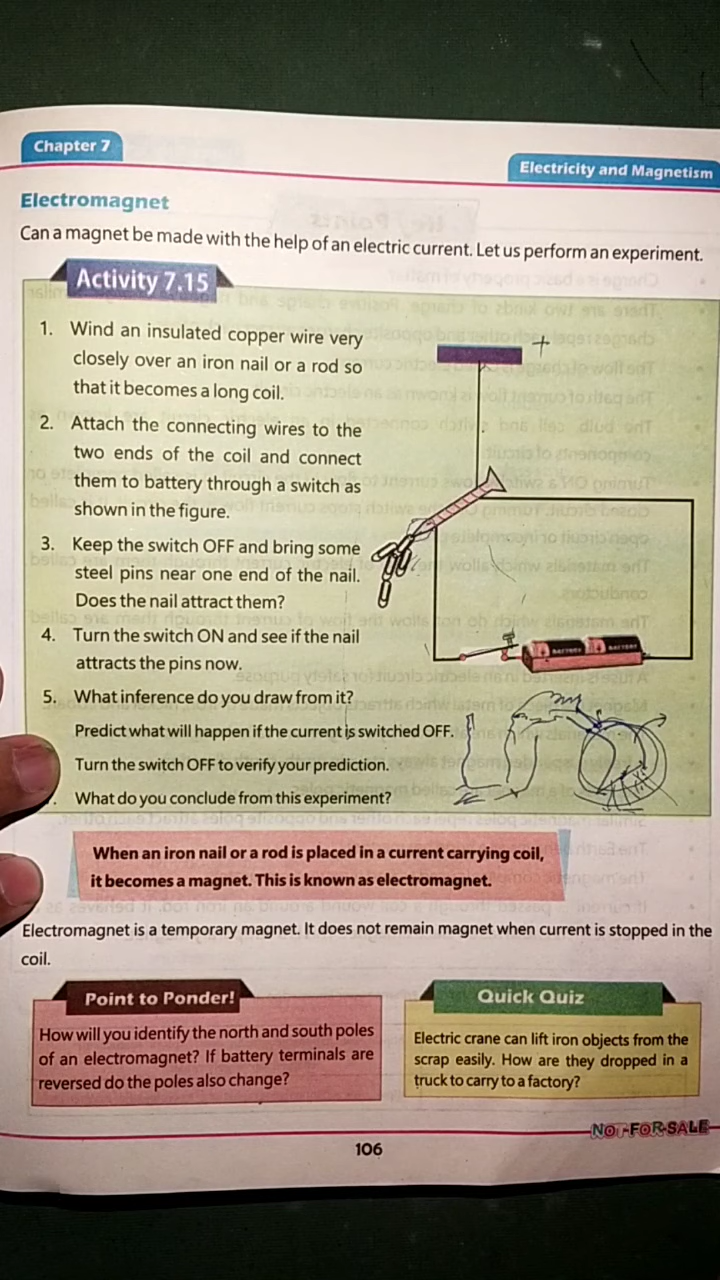 Chapter 7
Electricity and Magnetism
Electromagnet
Can a magnet be made with the help of an electric current. Let us perform an experiment.
Activity 7.15
1. Wind an insulated copper wire very
closely over an iron nail or a rod so
that it becomes a long coil.
2. Attach the connecting wires to the
two ends of the coil and connect
them to battery through a switch as
shown in the figure.
3. Keep the switch OFF and bring some
steel pins near one end of the nail.
Does the nail attract them?
4. Turn the switch ON and see if the nail
attracts the pins now.
5. What inference do you draw from it?
Predict what will happen if the current is switched OFF.
Turn the switch OFF to verify your prediction.
What do you conclude from this experiment?
+
BATTERY BATTERY
When an iron nail or a rod is placed in a current carrying coil,
it becomes a magnet. This is known as electromagnet.
Electromagnet is a temporary magnet. It does not remain magnet when current is stopped in the
coil.
Point to Ponder!
How will you identify the north and south poles
of an electromagnet? If battery terminals are
reversed do the poles also change?
Quick Quiz
Electric crane can lift iron objects from the
scrap easily. How are they dropped in a
truck to carry to a factory?
NOT FOR SALE
106